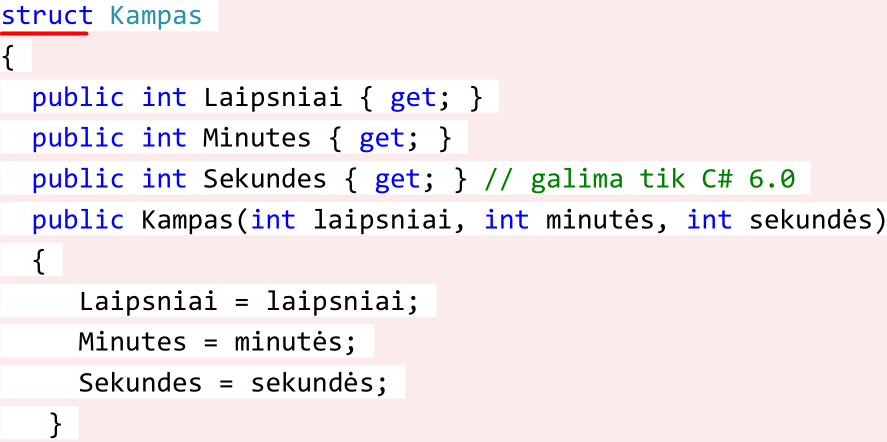 struct Kampas
{
public int Laipsniai { get; }
public int Minutes { get; }
public int Sekundes { get; } // galima tik C# 6.0
public Kampas(int laipsniai, int minutės, int sekundės)
{
Laipsniai = laipsniai;
Minutes = minutės;
Sekundes = sekundės;
}